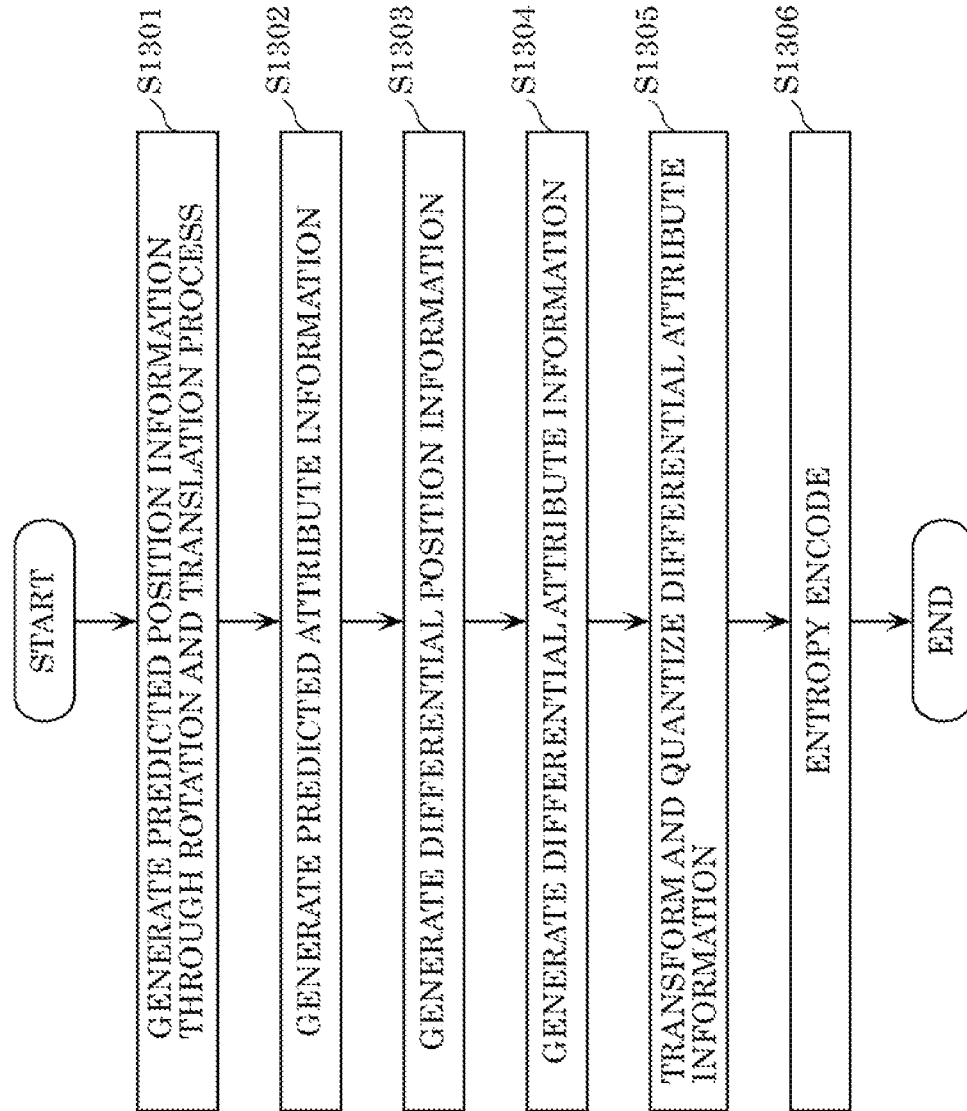 START
GENERATE PREDICTED POSITION INFORMATION
THROUGH ROTATION AND TRANSLATION PROCESS
S1301
GENERATE PREDICTED ATTRIBUTE INFORMATION
S1302
GENERATE DIFFERENTIAL POSITION INFORMATION
S1303
GENERATE DIFFERENTIAL ATTRIBUTE INFORMATION
S1304
TRANSFORM AND QUANTIZE DIFFERENTIAL ATTRIBUTE
INFORMATION
S1305
ENTROPY ENCODE
S1306
END